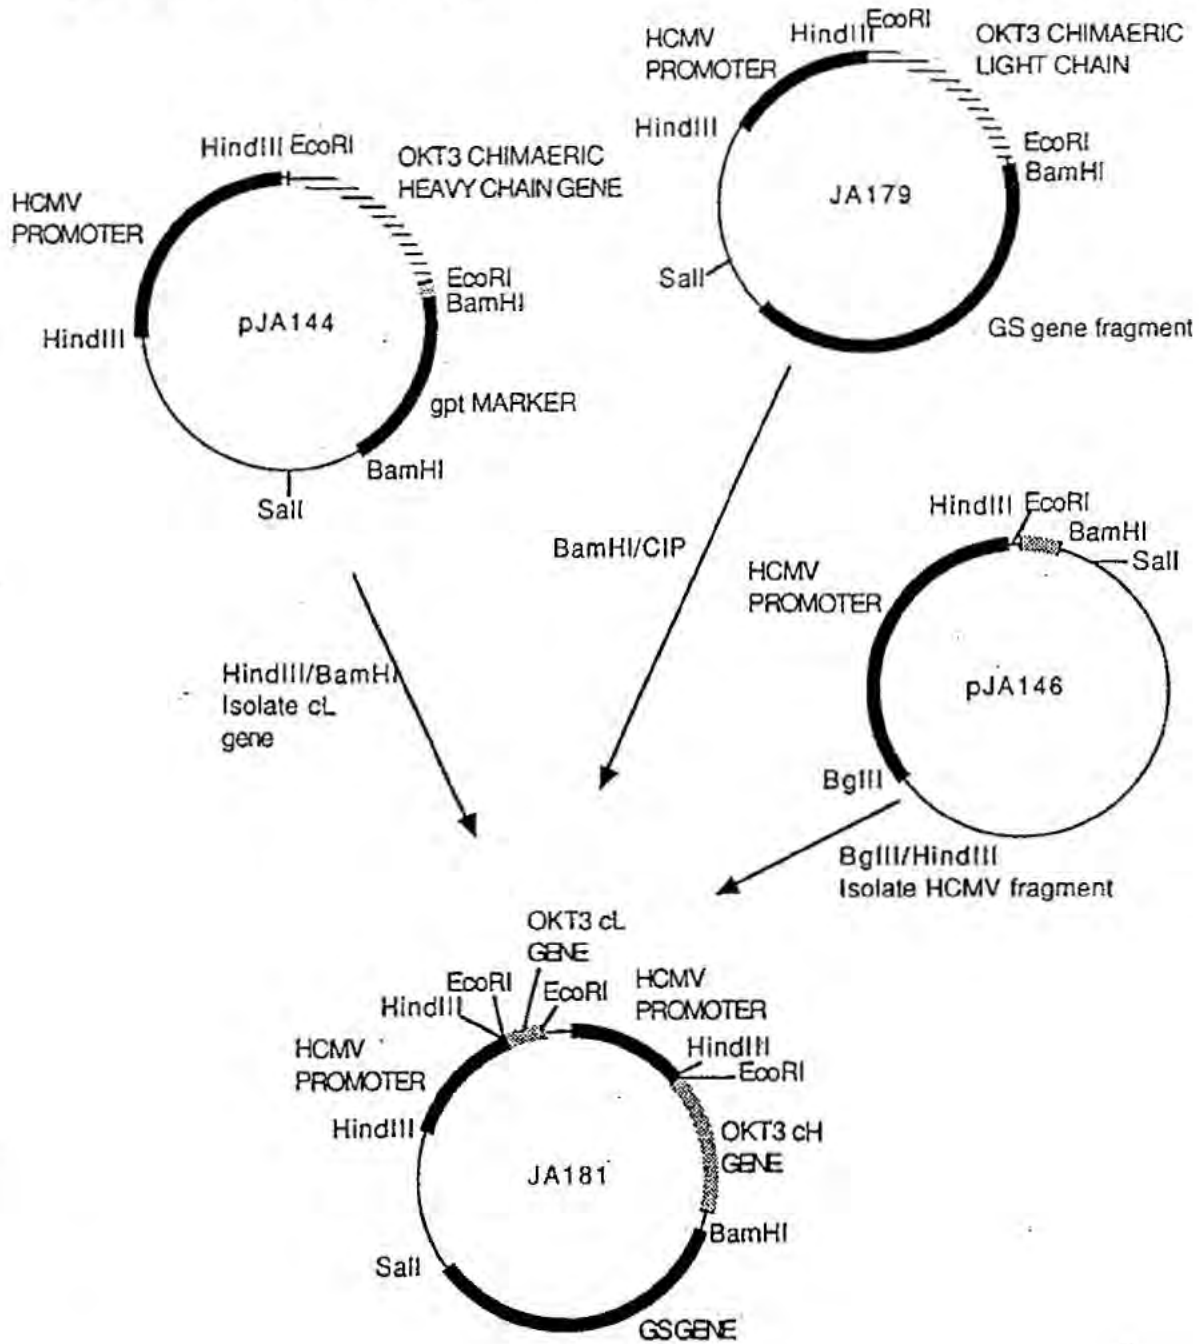 HCMV
PROMOTER
HindIII
EcoRI
OKT3 CHIMAERIC
LIGHT CHAIN
HindIII
EcoRI
BamHI
JA179
SalI
GS gene fragment
HindIII EcoRI
OKT3 CHIMAERIC
HEAVY CHAIN GENE
HCMV
PROMOTER
EcoRI
BamHI
pJA144
HindIII
gpt MARKER
BamHI
SalI
BamHI/CIP
HindIII EcoRI
BamHI
SalI
HCMV
PROMOTER
pJA146
BglII
HindIII/BamHI
Isolate cL
gene
BglII/HindIII
Isolate HCMV fragment
OKT3 cL
GENE
EcoRI
EcoRI
HindIII
HCMV
PROMOTER
HCMV
PROMOTER
HindIII
EcoRI
HindIII
OKT3 cH
GENE
JA181
BamHI
SalI
GS GENE